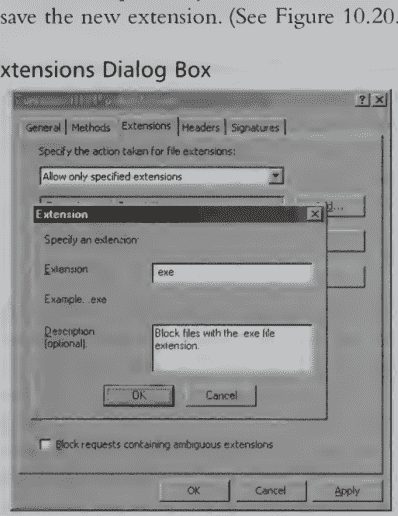 save the new extension. (See Figure 10.20.
xtensions Dialog Box
General Methods Extensions Headers Signatures
Specify the action taken for file extensions:
Allow only specified extensions
Extension
Specify an extension
Extension
exe
Example: .exe
Description
(optional)
Block files with the .exe file
extension.
OK Cancel
Block requests containing ambiguous extensions
OK Cancel Apply